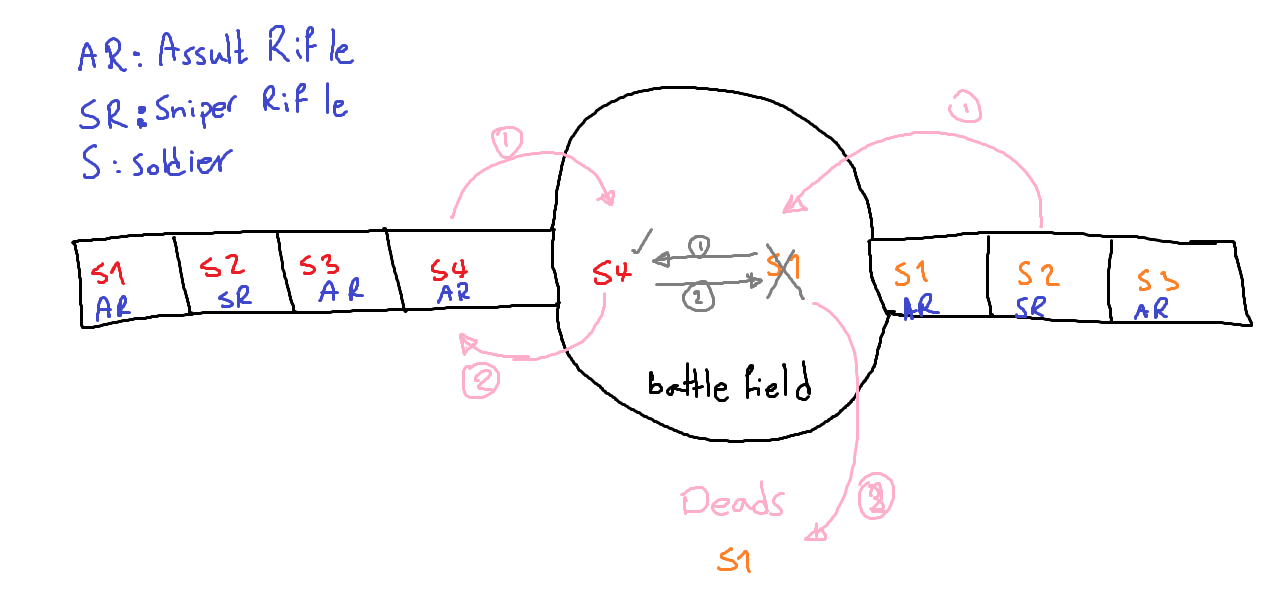 AR: Assult Rifle
SR: Sniper Rifle
S: soldier
1
1
S1
AR
S2
SR
S3
AR
S4
AR
S4
1
2
S1
S1
AR
S2
SR
S3
AR
2
battle field
Deads
S1